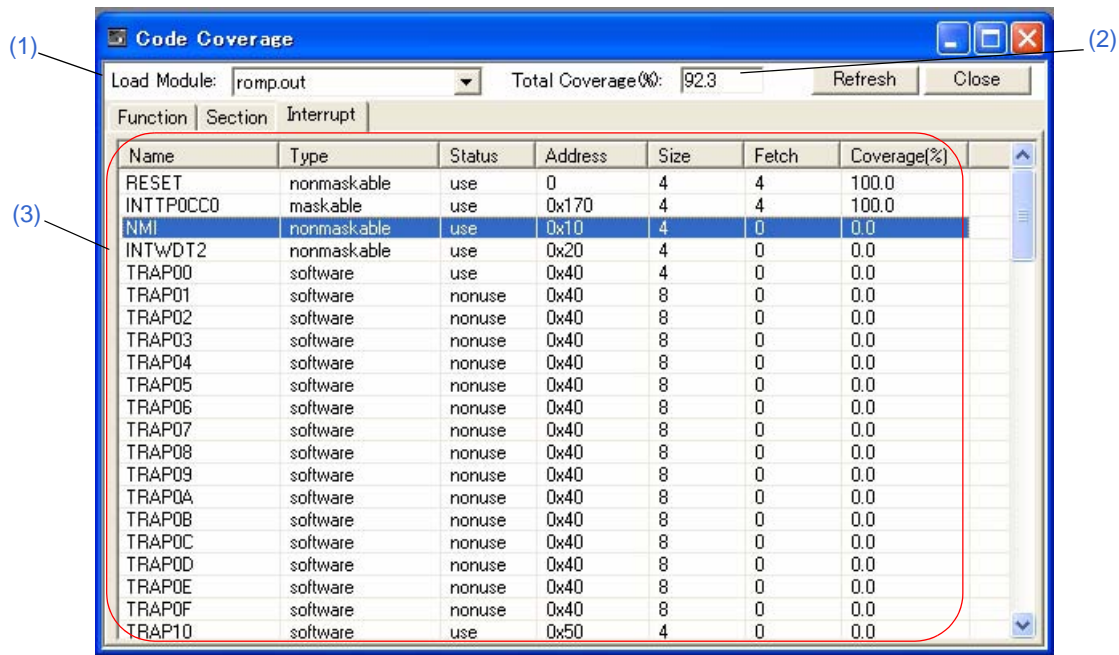 Code Coverage
(1)
(2)
Load Module: romp.out Total Coverage(%): 92.3 Refresh Close
Function Section Interrupt
Name Type Status Address Size Fetch Coverage(%)
RESET nonmaskable use 0 4 4 100.0
INTTP0CC0 maskable use 0x170 4 4 100.0
(3)
NMI nonmaskable use 0x10 4 0 0.0
INTWDT2 nonmaskable use 0x20 4 0 0.0
TRAP00 software use 0x40 4 0 0.0
TRAP01 software nonuse 0x40 8 0 0.0
TRAP02 software nonuse 0x40 8 0 0.0
TRAP03 software nonuse 0x40 8 0 0.0
TRAP04 software nonuse 0x40 8 0 0.0
TRAP05 software nonuse 0x40 8 0 0.0
TRAP06 software nonuse 0x40 8 0 0.0
TRAP07 software nonuse 0x40 8 0 0.0
TRAP08 software nonuse 0x40 8 0 0.0
TRAP09 software nonuse 0x40 8 0 0.0
TRAP0A software nonuse 0x40 8 0 0.0
TRAP0B software nonuse 0x40 8 0 0.0
TRAP0C software nonuse 0x40 8 0 0.0
TRAP0D software nonuse 0x40 8 0 0.0
TRAP0E software nonuse 0x40 8 0 0.0
TRAP0F software nonuse 0x40 8 0 0.0
TRAP10 software use 0x50 4 0 0.0